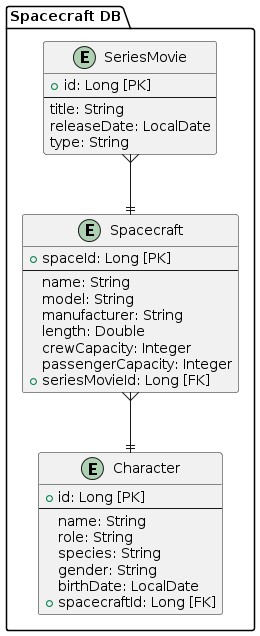 Spacecraft DB
E SeriesMovie
id: Long [PK]
title: String
releaseDate: LocalDate
type: String
E Spacecraft
spaceId: Long [PK]
name: String
model: String
manufacturer: String
length: Double
crewCapacity: Integer
passengerCapacity: Integer
seriesMovieId: Long [FK]
E Character
id: Long [PK]
name: String
role: String
species: String
gender: String
birthDate: LocalDate
spacecraftId: Long [FK]